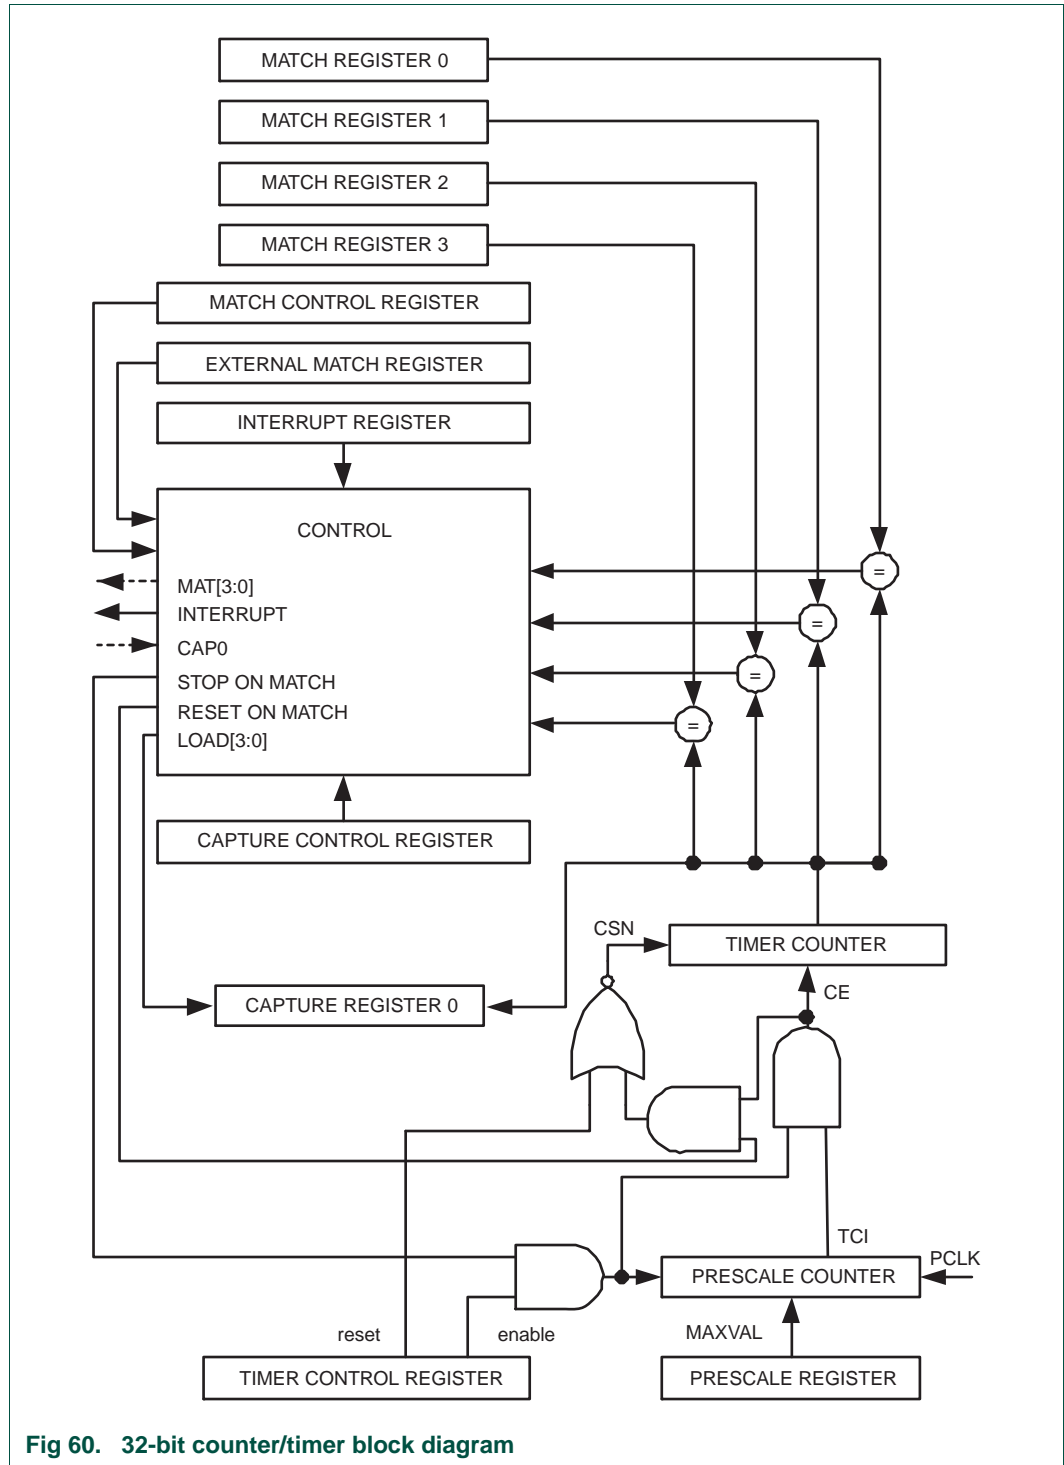 MATCH REGISTER 0
MATCH REGISTER 1
MATCH REGISTER 2
MATCH REGISTER 3
MATCH CONTROL REGISTER
EXTERNAL MATCH REGISTER
INTERRUPT REGISTER
CONTROL
=
MAT[3:0]
INTERRUPT
=
CAP0
STOP ON MATCH
=
RESET ON MATCH
=
LOAD[3:0]
CAPTURE CONTROL REGISTER
CSN
TIMER COUNTER
CE
CAPTURE REGISTER 0
TCI
PCLK
PRESCALE COUNTER
reset
enable
MAXVAL
TIMER CONTROL REGISTER
PRESCALE REGISTER
Fig 60. 32-bit counter/timer block diagram